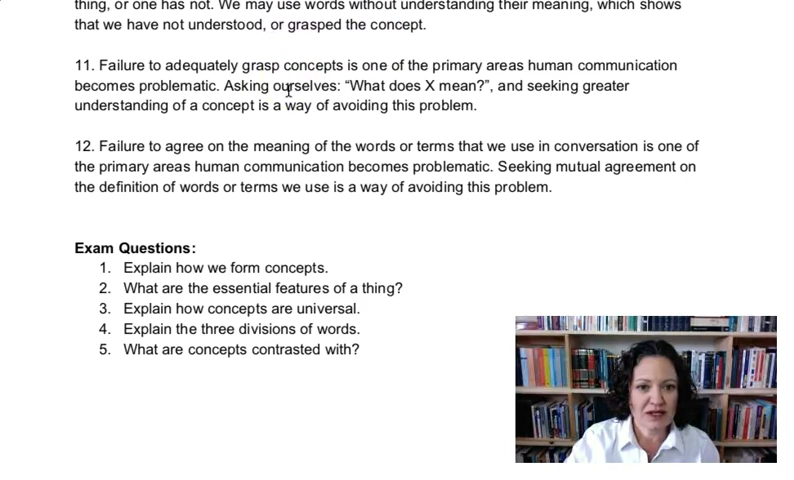 thing, or one has not. We may use words without understanding their meaning, which shows
that we have not understood, or grasped the concept.
11. Failure to adequately grasp concepts is one of the primary areas human communication
becomes problematic. Asking ourselves: “What does X mean?”, and seeking greater
understanding of a concept is a way of avoiding this problem.
12. Failure to agree on the meaning of the words or terms that we use in conversation is one of
the primary areas human communication becomes problematic. Seeking mutual agreement on
the definition of words or terms we use is a way of avoiding this problem.
Exam Questions:
1. Explain how we form concepts.
2. What are the essential features of a thing?
3. Explain how concepts are universal.
4. Explain the three divisions of words.
5. What are concepts contrasted with?